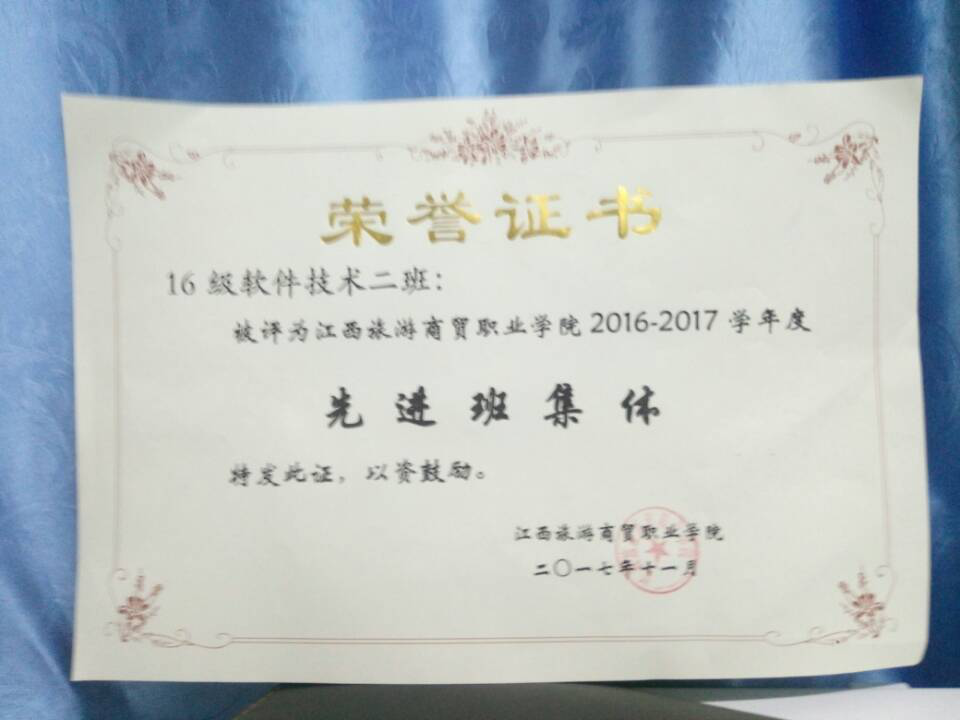 荣誉证书
16级软件技术二班：
被评为江西旅游商贸职业学院2016-2017学年度
先进班集体
特发此证，以资鼓励。
江西旅游商贸职业学院
二〇一七年十一月